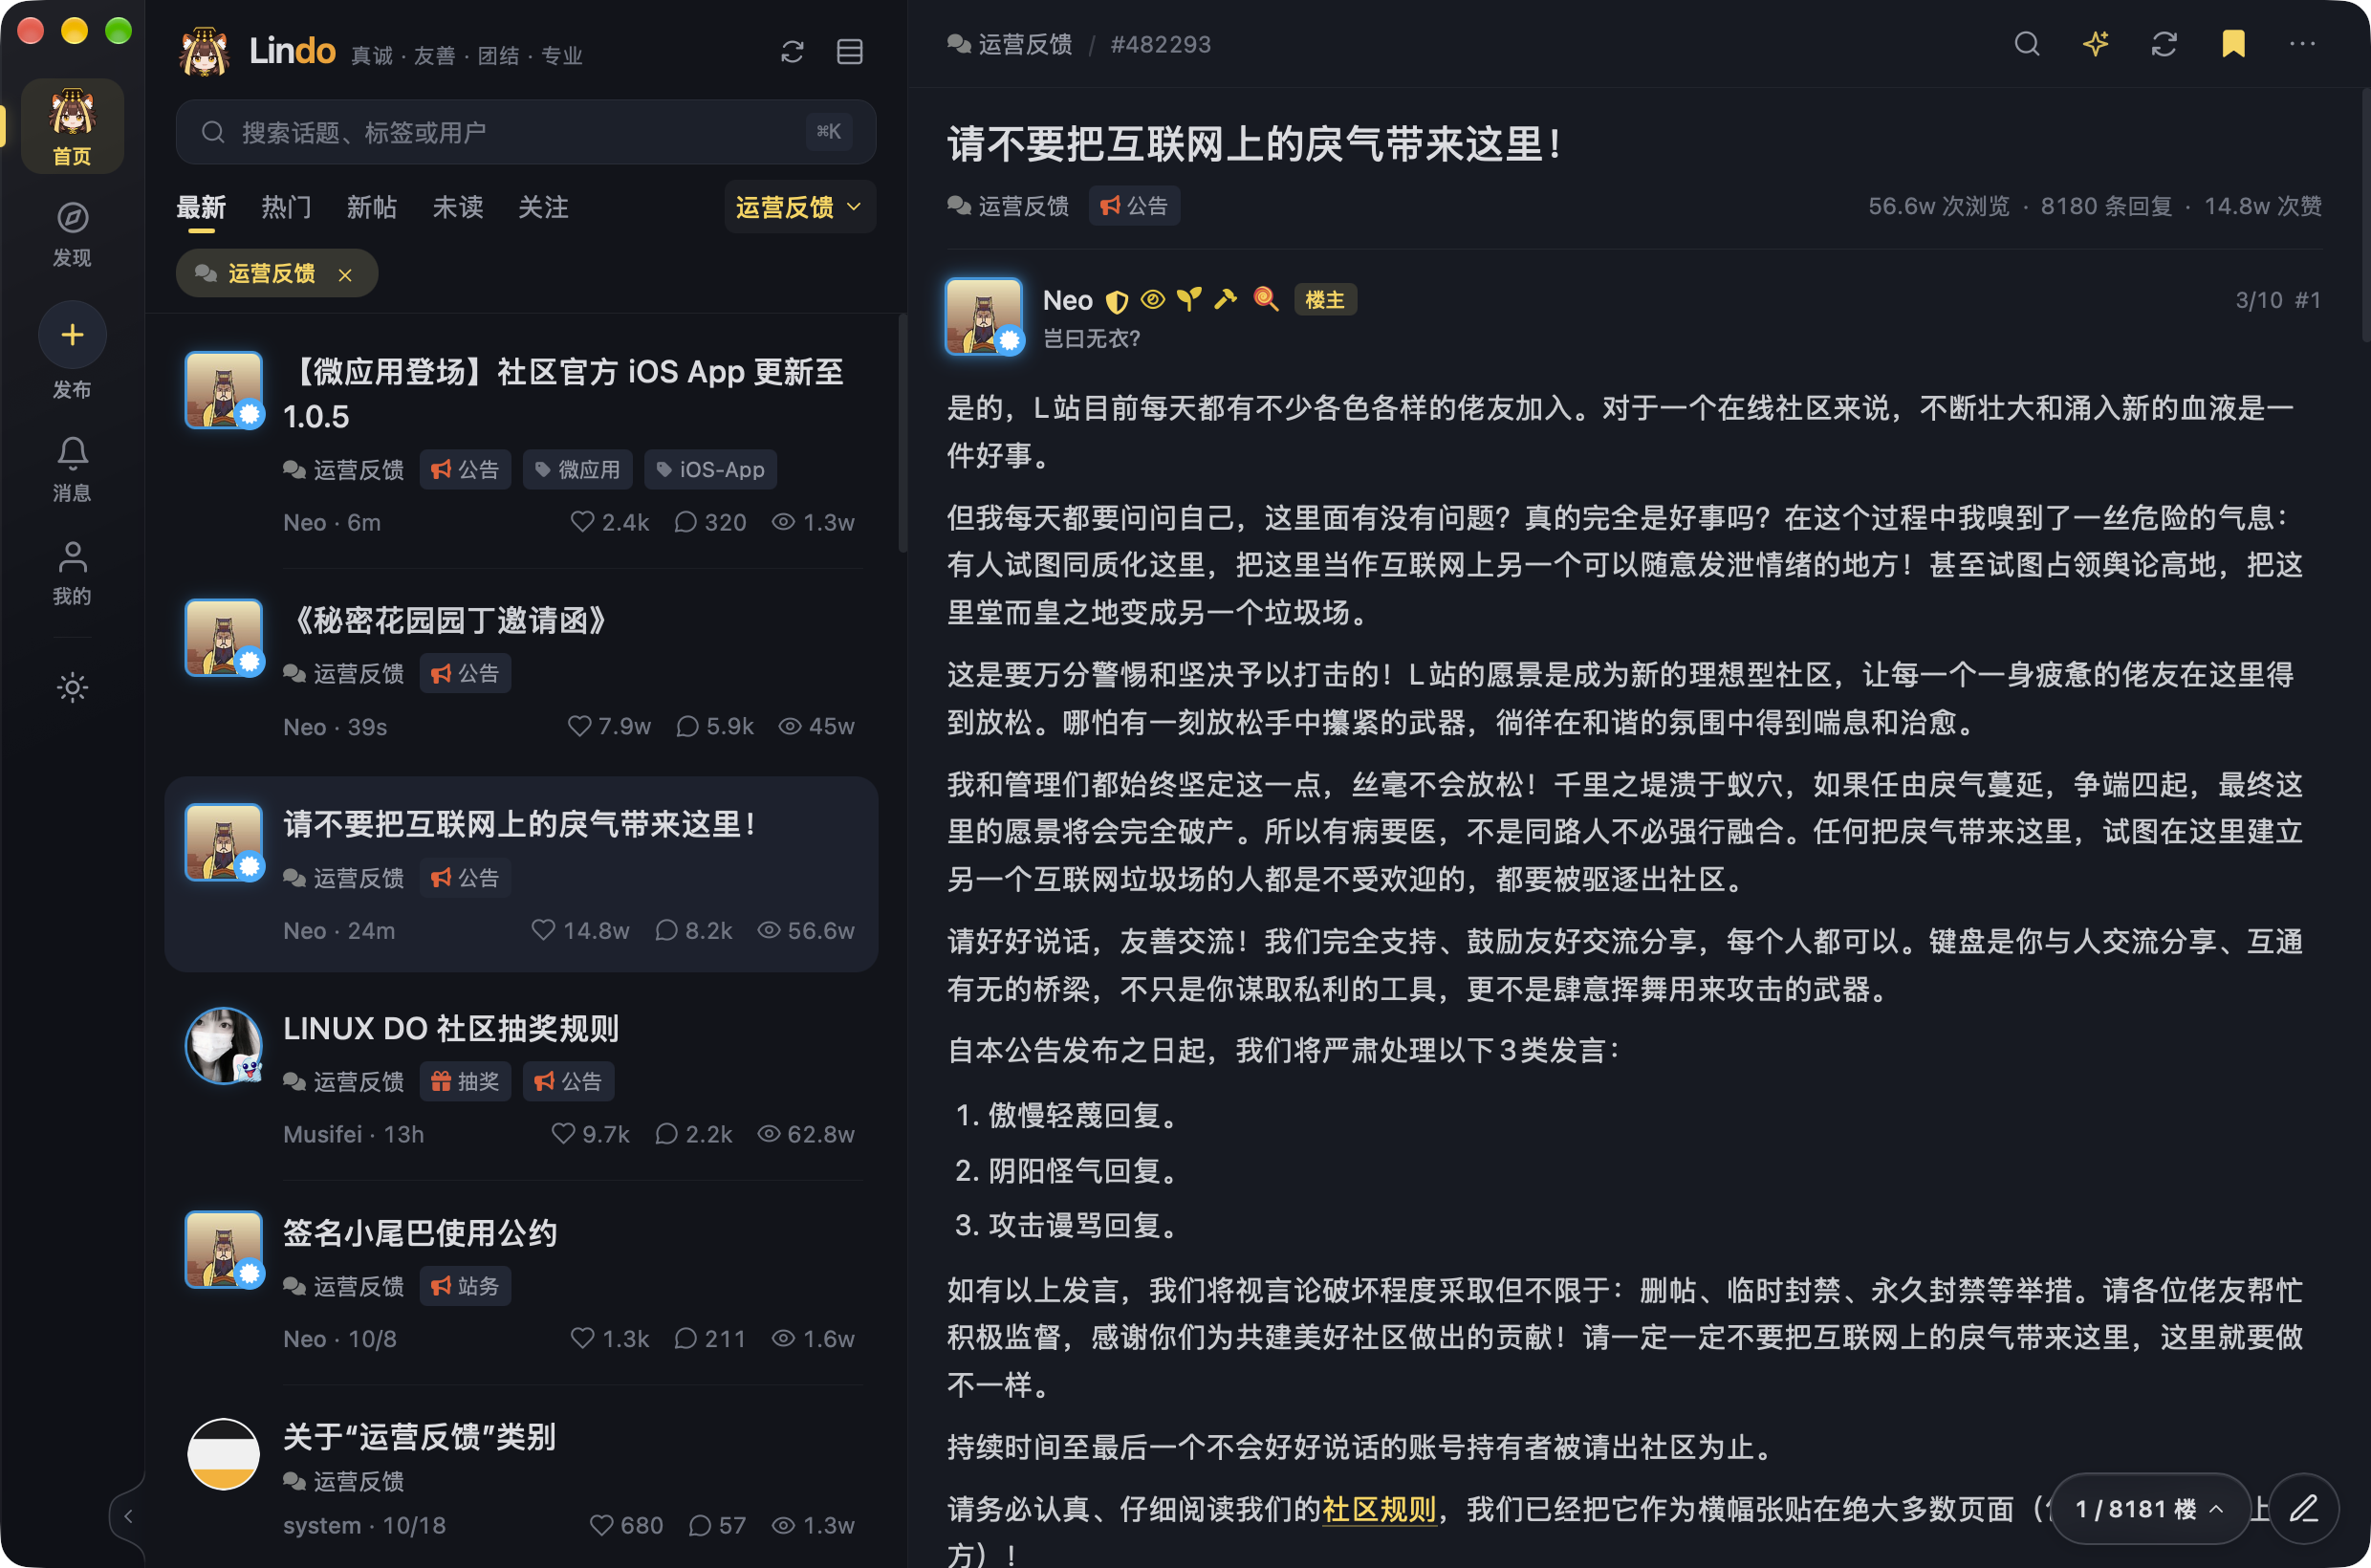 首页
发现
发布
消息
我的
Lindo 真诚 · 友善 · 团结 · 专业
搜索话题、标签或用户 ⌘K
最新 热门 新帖 未读 关注 运营反馈
运营反馈 ×
【微应用登场】社区官方 iOS App 更新至
1.0.5
运营反馈 公告 微应用 iOS-App
Neo · 6m 2.4k 320 1.3w
《秘密花园园丁邀请函》
运营反馈 公告
Neo · 39s 7.9w 5.9k 45w
请不要把互联网上的戾气带来这里！
运营反馈 公告
Neo · 24m 14.8w 8.2k 56.6w
LINUX DO 社区抽奖规则
运营反馈 抽奖 公告
Musifei · 13h 9.7k 2.2k 62.8w
签名小尾巴使用公约
运营反馈 站务
Neo · 10/8 1.3k 211 1.6w
关于“运营反馈”类别
运营反馈
system · 10/18 680 57 1.3w
运营反馈 / #482293
请不要把互联网上的戾气带来这里！
运营反馈 公告 56.6w 次浏览 · 8180 条回复 · 14.8w 次赞
Neo 楼主 3/10 #1
岂曰无衣?
是的，L 站目前每天都有不少各色各样的佬友加入。对于一个在线社区来说，不断壮大和涌入新的血液是一
件好事。
但我每天都要问问自己，这里面有没有问题？真的完全是好事吗？在这个过程中我嗅到了一丝危险的气息：
有人试图同质化这里，把这里当作互联网上另一个可以随意发泄情绪的地方！甚至试图占领舆论高地，把这
里堂而皇之地变成另一个垃圾场。
这是要万分警惕和坚决予以打击的！L 站的愿景是成为新的理想型社区，让每一个一身疲惫的佬友在这里得
到放松。哪怕有一刻放松手中攥紧的武器，徜徉在和谐的氛围中得到喘息和治愈。
我和管理们都始终坚定这一点，丝毫不会放松！千里之堤溃于蚁穴，如果任由戾气蔓延，争端四起，最终这
里的愿景将会完全破产。所以有病要医，不是同路人不必强行融合。任何把戾气带来这里，试图在这里建立
另一个互联网垃圾场的人都是不受欢迎的，都要被驱逐出社区。
请好好说话，友善交流！我们完全支持、鼓励友好交流分享，每个人都可以。键盘是你与人交流分享、互通
有无的桥梁，不只是你谋取私利的工具，更不是肆意挥舞用来攻击的武器。
自本公告发布之日起，我们将严肃处理以下 3 类发言：
1. 傲慢轻蔑回复。
2. 阴阳怪气回复。
3. 攻击谩骂回复。
如有以上发言，我们将视言论破坏程度采取但不限于：删帖、临时封禁、永久封禁等举措。请各位佬友帮忙
积极监督，感谢你们为共建美好社区做出的贡献！请一定一定不要把互联网上的戾气带来这里，这里就要做
不一样。
持续时间至最后一个不会好好说话的账号持有者被请出社区为止。
请务必认真、仔细阅读我们的社区规则，我们已经把它作为横幅张贴在绝大多数页面（ 上
方）！
1 / 8181 楼